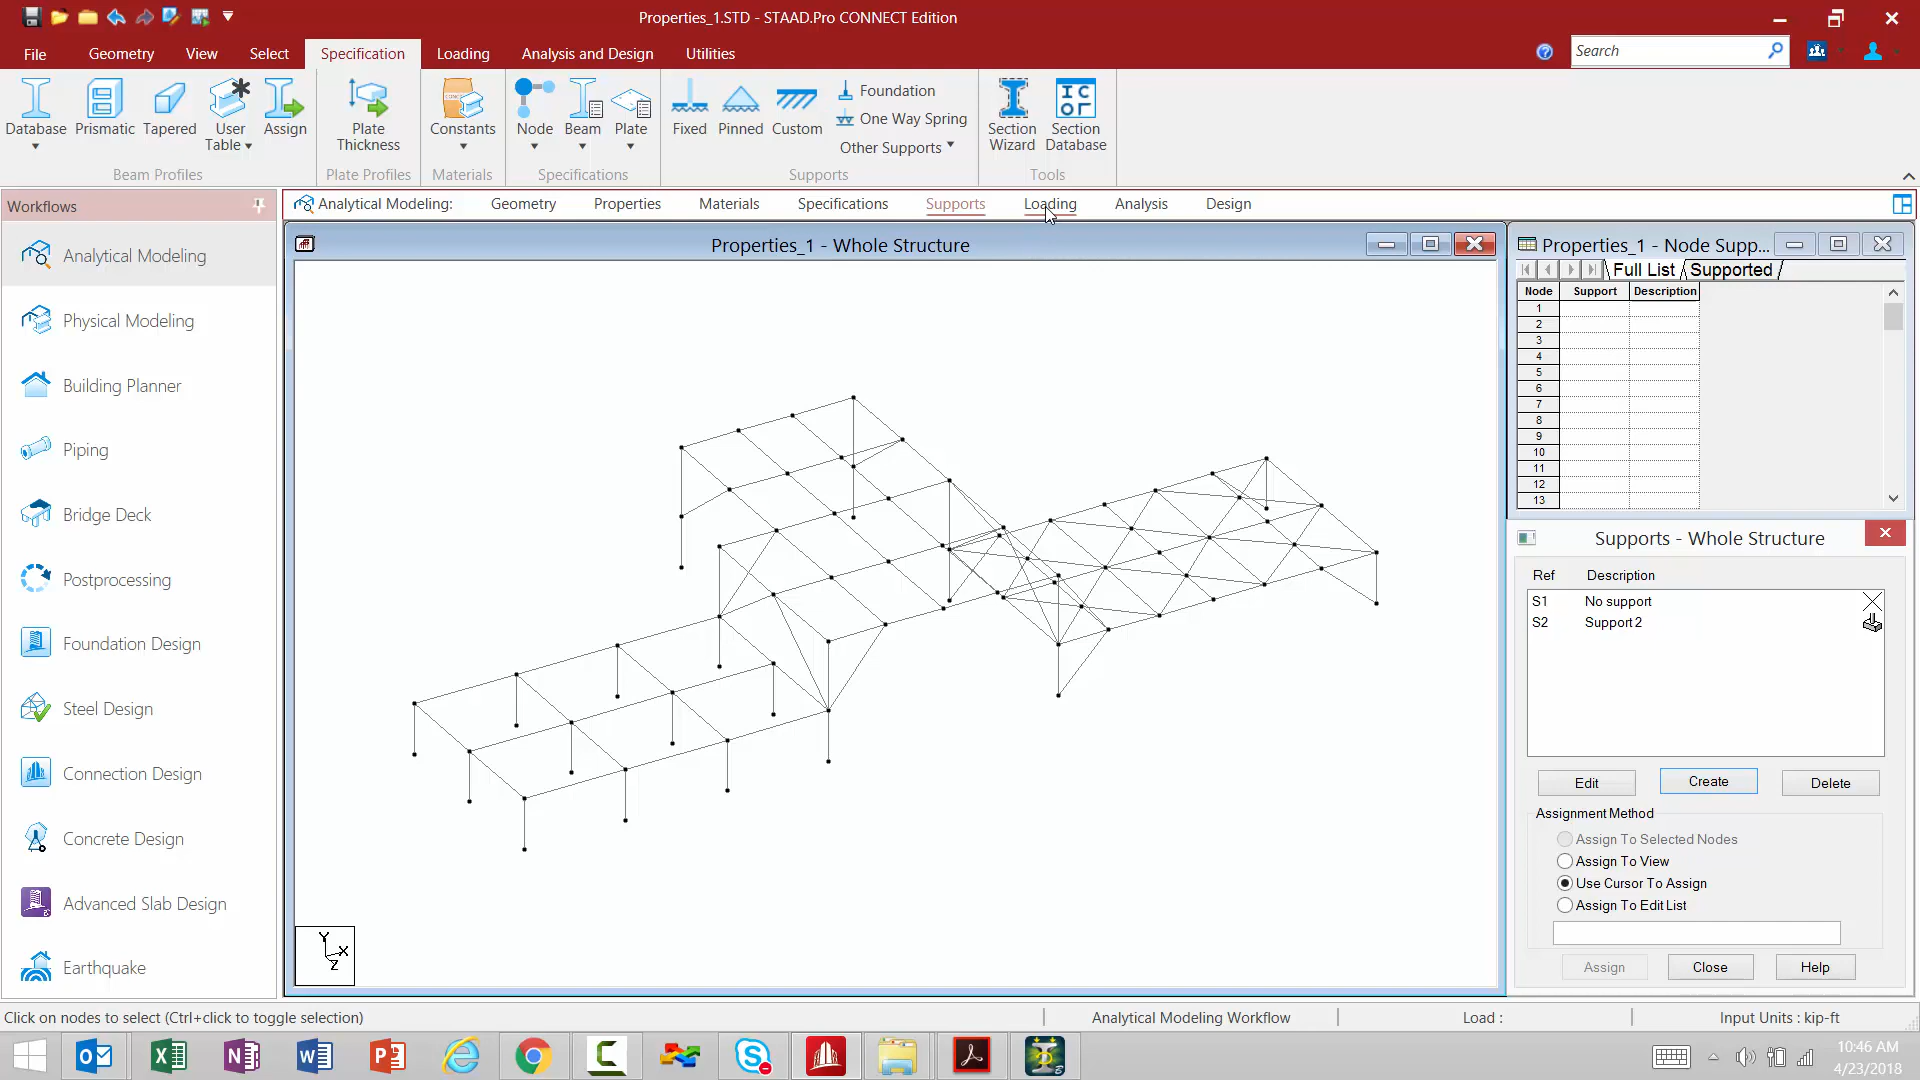 Properties_1.STD - STAAD.Pro CONNECT Edition
File Geometry View Select Specification Loading Analysis and Design Utilities
Search
Database Prismatic Tapered User Table Assign
Beam Profiles
Plate Thickness
Plate Profiles
Constants
Materials
Node Beam Plate
Specifications
Fixed Pinned Custom
Foundation
One Way Spring
Other Supports
Supports
Section Wizard Section Database
Tools
Workflows
Analytical Modeling: Geometry Properties Materials Specifications Supports Loading Analysis Design
Analytical Modeling
Physical Modeling
Building Planner
Piping
Bridge Deck
Postprocessing
Foundation Design
Steel Design
Connection Design
Concrete Design
Advanced Slab Design
Earthquake
Properties_1 - Whole Structure
Y
X
Z
Properties_1 - Node Supp...
Full List Supported
Node Support Description
1
2
3
4
5
6
7
8
9
10
11
12
13
Supports - Whole Structure
Ref Description
S1 No support
S2 Support 2
Edit Create Delete
Assignment Method
Assign To Selected Nodes
Assign To View
Use Cursor To Assign
Assign To Edit List
Assign Close Help
Click on nodes to select (Ctrl+click to toggle selection) Analytical Modeling Workflow Load : Input Units : kip-ft
10:46 AM
4/23/2018